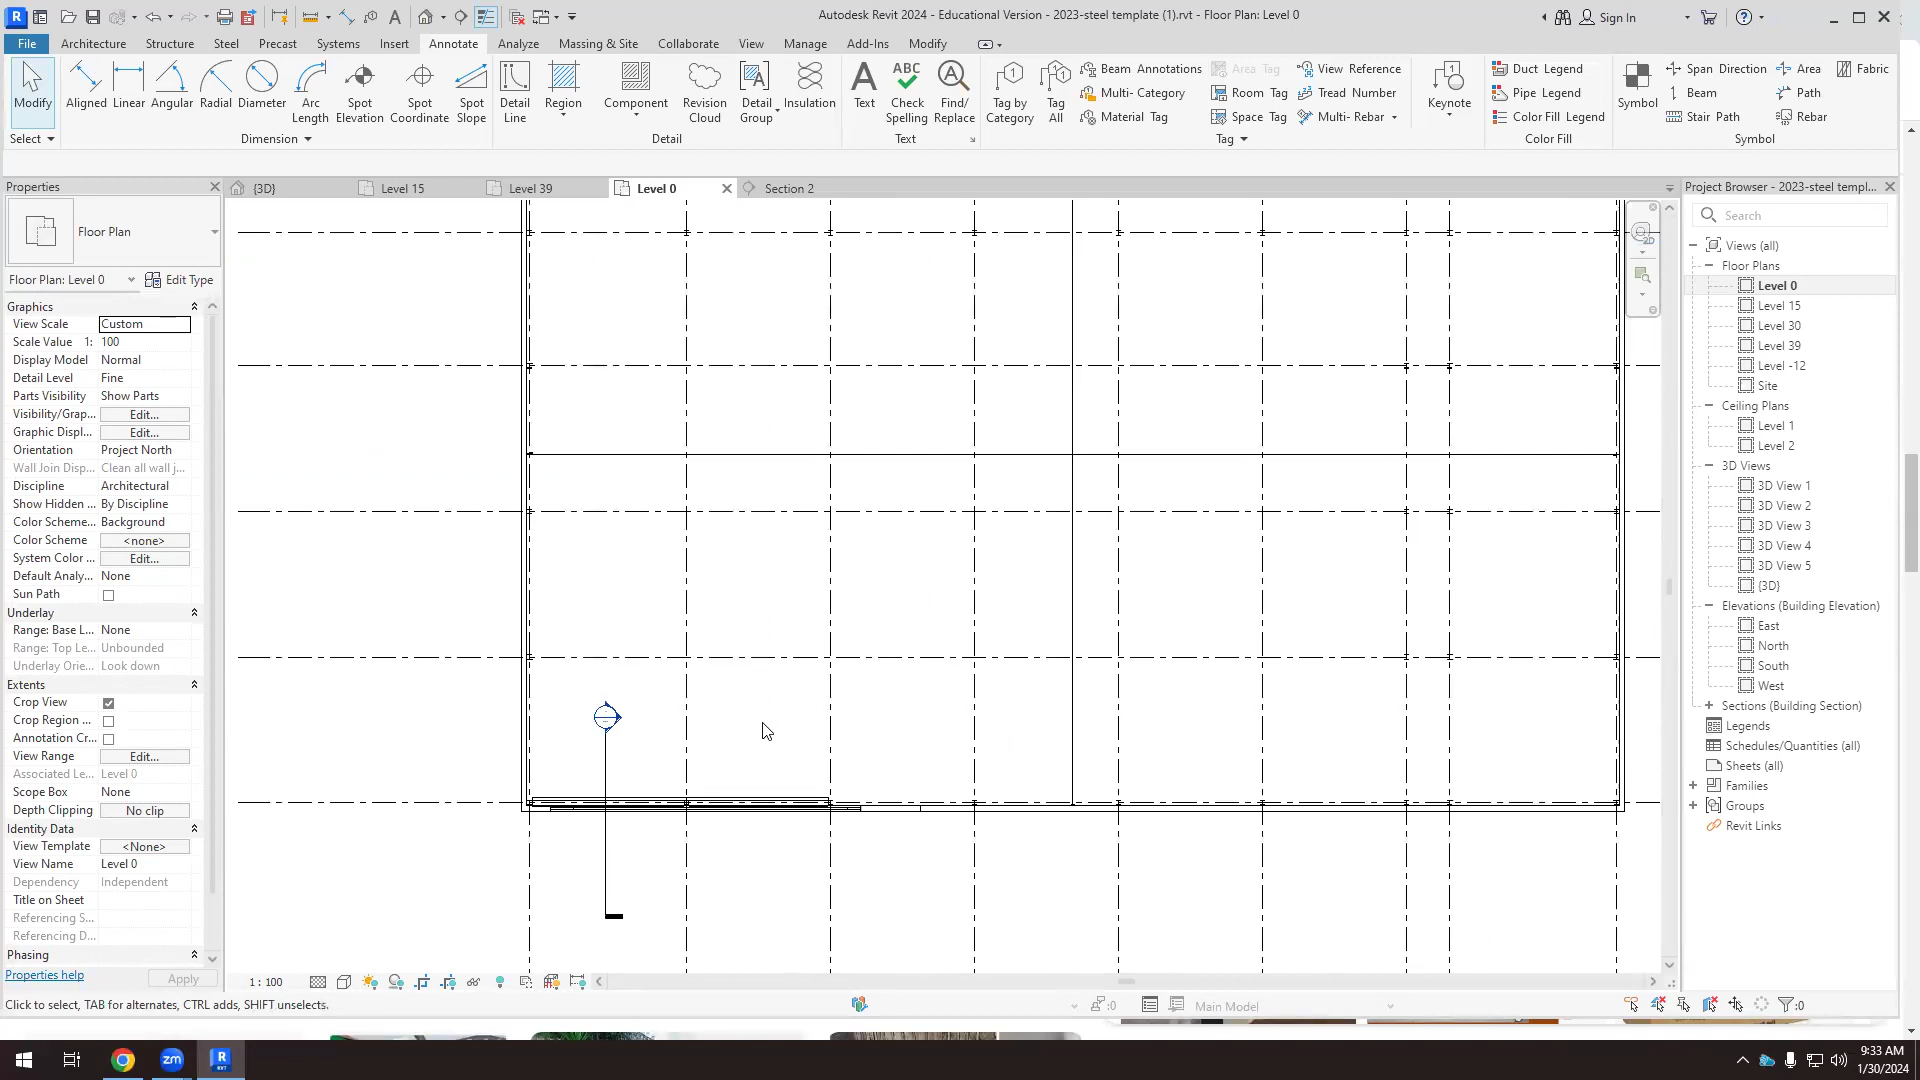 Autodesk Revit 2024 - Educational Version - 2023-steel template (1).rvt - Floor Plan: Level 0
Sign In
File Architecture Structure Steel Precast Systems Insert Annotate Analyze Massing & Site Collaborate View Manage Add-Ins Modify
Modify
Aligned Linear Angular Radial Diameter Arc Length Spot Elevation Spot Coordinate Spot Slope
Detail Line Region Component Revision Cloud Detail Group Insulation
Text Check Spelling Find/ Replace
Tag by Category Tag All
Beam Annotations Area Tag View Reference
Multi- Category Room Tag Tread Number
Material Tag Space Tag Multi- Rebar
Keynote
Duct Legend
Pipe Legend
Color Fill Legend
Symbol
Span Direction Area Fabric
Beam Path
Stair Path Rebar
Select Dimension Detail Text Tag Color Fill Symbol
Properties
{3D} Level 15 Level 39 Level 0 Section 2
Floor Plan
Floor Plan: Level 0 Edit Type
Graphics
View Scale Custom
Scale Value 1: 100
Display Model Normal
Detail Level Fine
Parts Visibility Show Parts
Visibility/Grap... Edit...
Graphic Displ... Edit...
Orientation Project North
Wall Join Disp... Clean all wall j...
Discipline Architectural
Show Hidden ... By Discipline
Color Scheme... Background
Color Scheme <none>
System Color ... Edit...
Default Analy... None
Sun Path
Underlay
Range: Base L... None
Range: Top Le... Unbounded
Underlay Orie... Look down
Extents
Crop View
Crop Region ...
Annotation Cr...
View Range Edit...
Associated Le... Level 0
Scope Box None
Depth Clipping No clip
Identity Data
View Template <None>
View Name Level 0
Dependency Independent
Title on Sheet
Referencing S...
Referencing D...
Phasing
Properties help Apply
1 : 100
Project Browser - 2023-steel templ...
Search
Views (all)
Floor Plans
Level 0
Level 15
Level 30
Level 39
Level -12
Site
Ceiling Plans
Level 1
Level 2
3D Views
3D View 1
3D View 2
3D View 3
3D View 4
3D View 5
{3D}
Elevations (Building Elevation)
East
North
South
West
Sections (Building Section)
Legends
Schedules/Quantities (all)
Sheets (all)
Families
Groups
Revit Links
Click to select, TAB for alternates, CTRL adds, SHIFT unselects.
:0
Main Model
:0
9:33 AM
1/30/2024